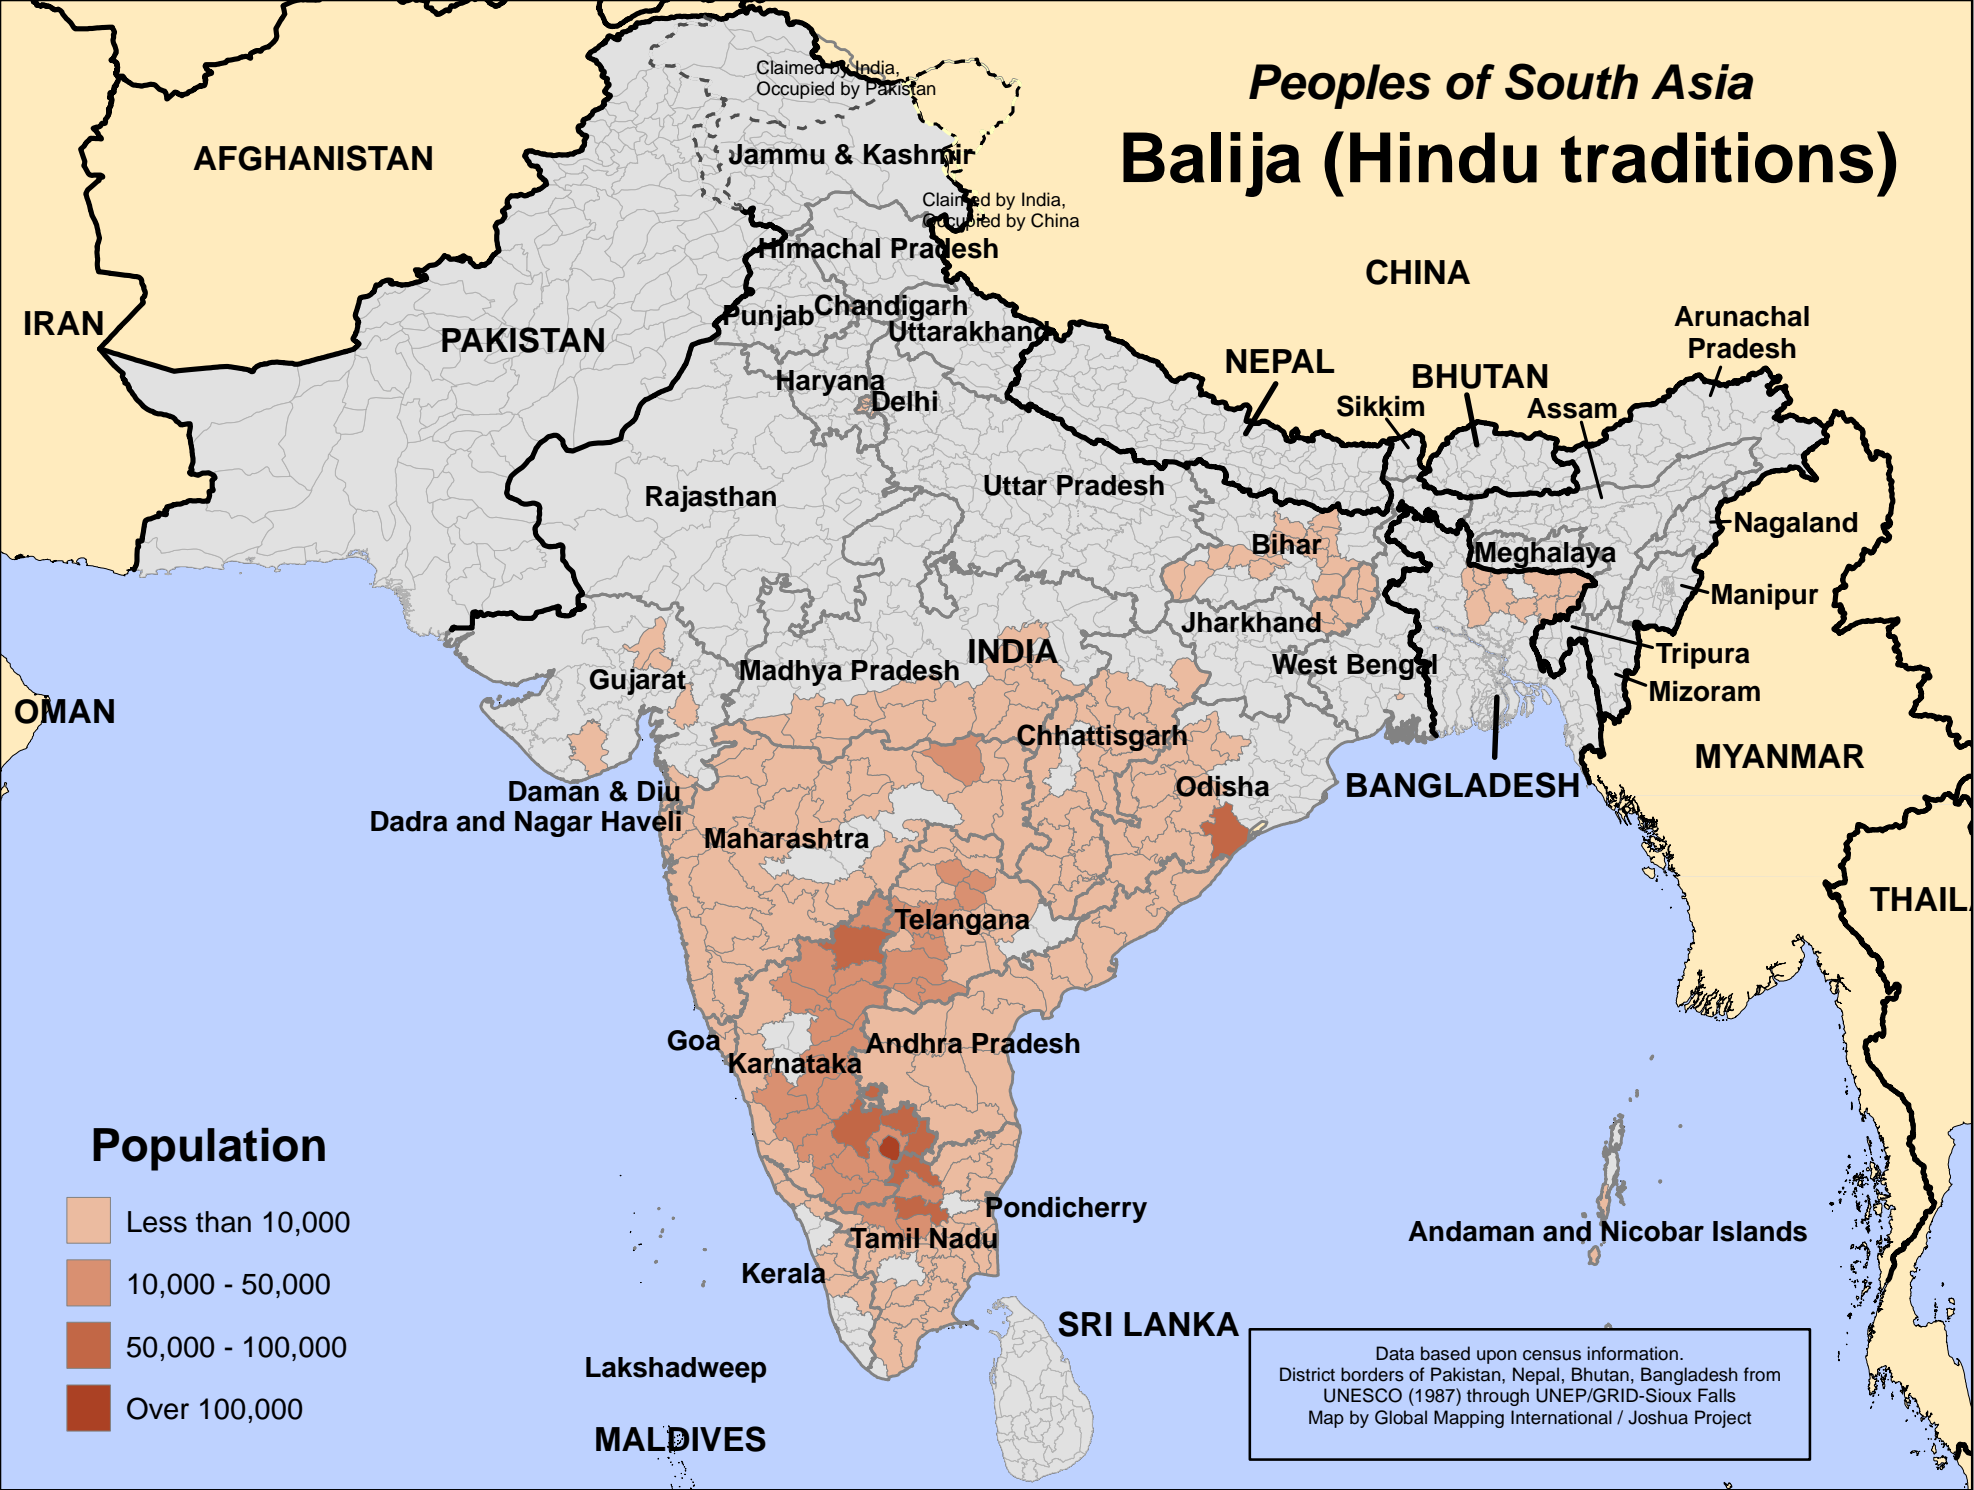 Peoples of South Asia
Balija (Hindu traditions)
Claimed by India,
Occupied by Pakistan
AFGHANISTAN
Jammu & Kashmir
Claimed by India,
Occupied by China
Himachal Pradesh
CHINA
IRAN
PAKISTAN
Punjab
Chandigarh
Uttarakhand
Arunachal
Pradesh
NEPAL
BHUTAN
Haryana
Delhi
Sikkim
Assam
Rajasthan
Uttar Pradesh
Nagaland
Bihar
Meghalaya
Manipur
Jharkhand
INDIA
Tripura
West Bengal
Madhya Pradesh
Gujarat
Mizoram
OMAN
Chhattisgarh
MYANMAR
Odisha
BANGLADESH
Daman & Diu
Dadra and Nagar Haveli
Maharashtra
THAIL
Telangana
Goa
Andhra Pradesh
Karnataka
Population
Less than 10,000
10,000 - 50,000
50,000 - 100,000
Over 100,000
Pondicherry
Andaman and Nicobar Islands
Tamil Nadu
Kerala
SRI LANKA
Lakshadweep
MALDIVES
Data based upon census information.
District borders of Pakistan, Nepal, Bhutan, Bangladesh from
UNESCO (1987) through UNEP/GRID-Sioux Falls
Map by Global Mapping International / Joshua Project